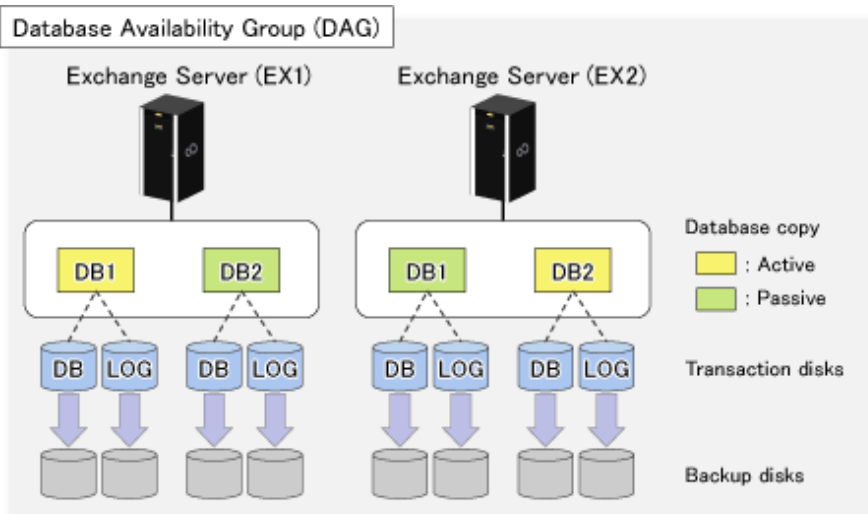 Database Availability Group (DAG)
Exchange Server (EX1)
Exchange Server (EX2)
DB1
DB2
DB1
DB2
Database copy
: Active
: Passive
DB
LOG
DB
LOG
DB
LOG
DB
LOG
Transaction disks
Backup disks